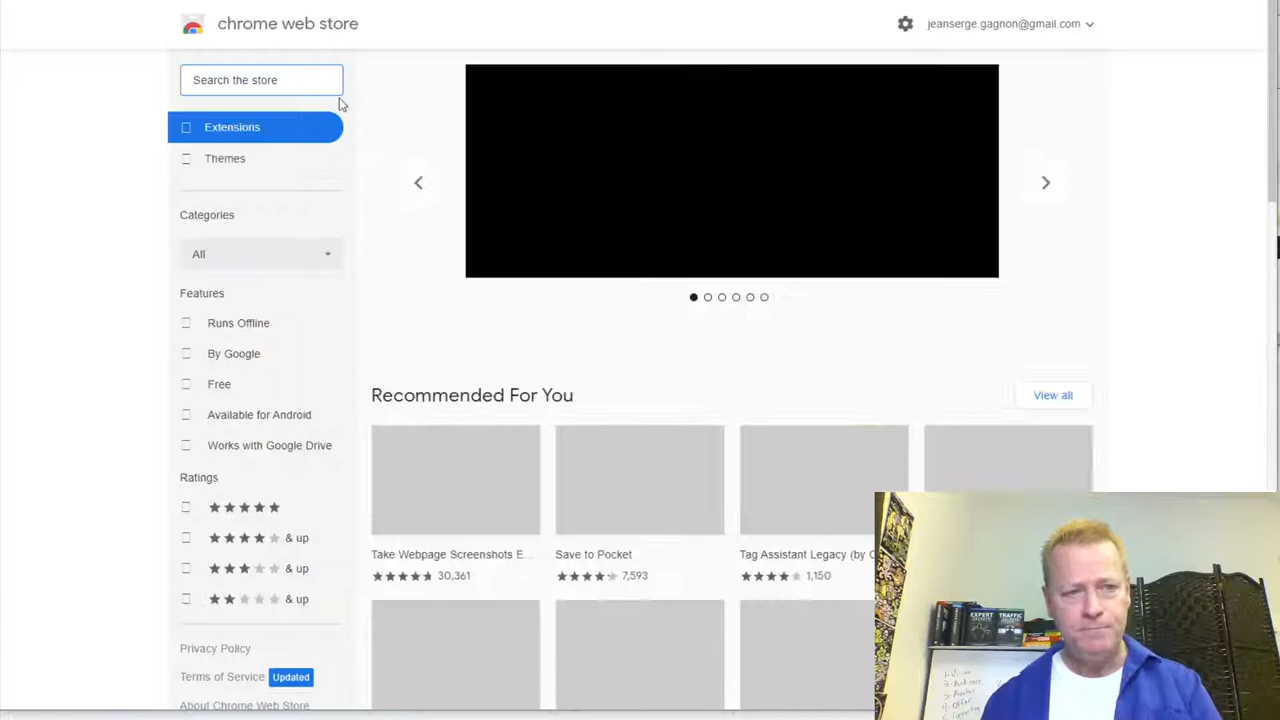 chrome web store
jeanserge.gagnon@gmail.com
Search the store
Extensions
Themes
Categories
All
Features
Runs Offline
By Google
Free
Available for Android
Works with Google Drive
Ratings
& up
& up
& up
Privacy Policy
Terms of Service Updated
About Chrome Web Store
Recommended For You
View all
Take Webpage Screenshots E...
30,361
Save to Pocket
7,593
Tag Assistant Legacy (by
1,150
EXPERT
TRAFFIC